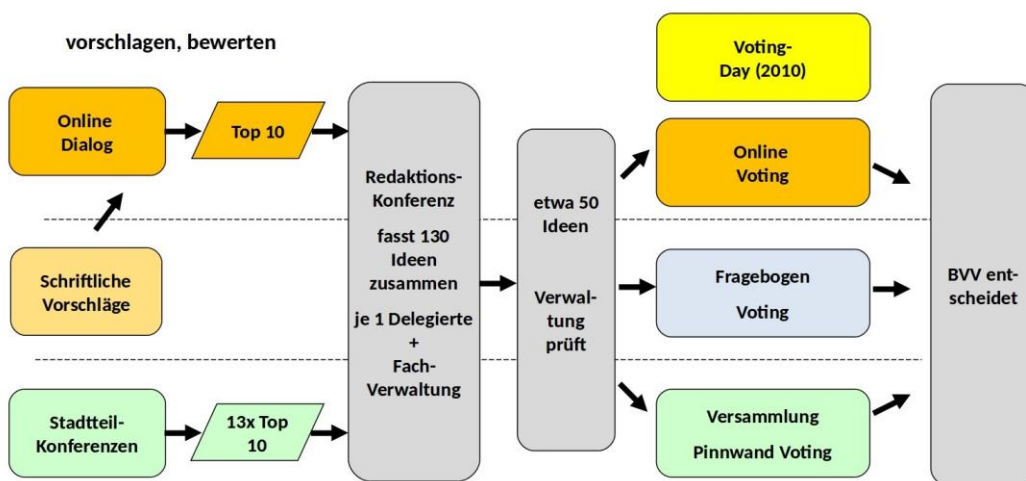 vorschlagen, bewerten
Online
Dialog
Top 10
Schriftliche
Vorschläge
Stadtteil-
Konferenzen
13x Top
10
Redaktions-
Konferenz
fasst 130
Ideen
zusammen
je 1 Delegierte
+
Fach-
Verwaltung
etwa 50
Ideen
Verwal-
tung
prüft
Voting-
Day (2010)
Online
Voting
Fragebogen
Voting
Versammlung
Pinnwand Voting
BVV ent-
scheidet